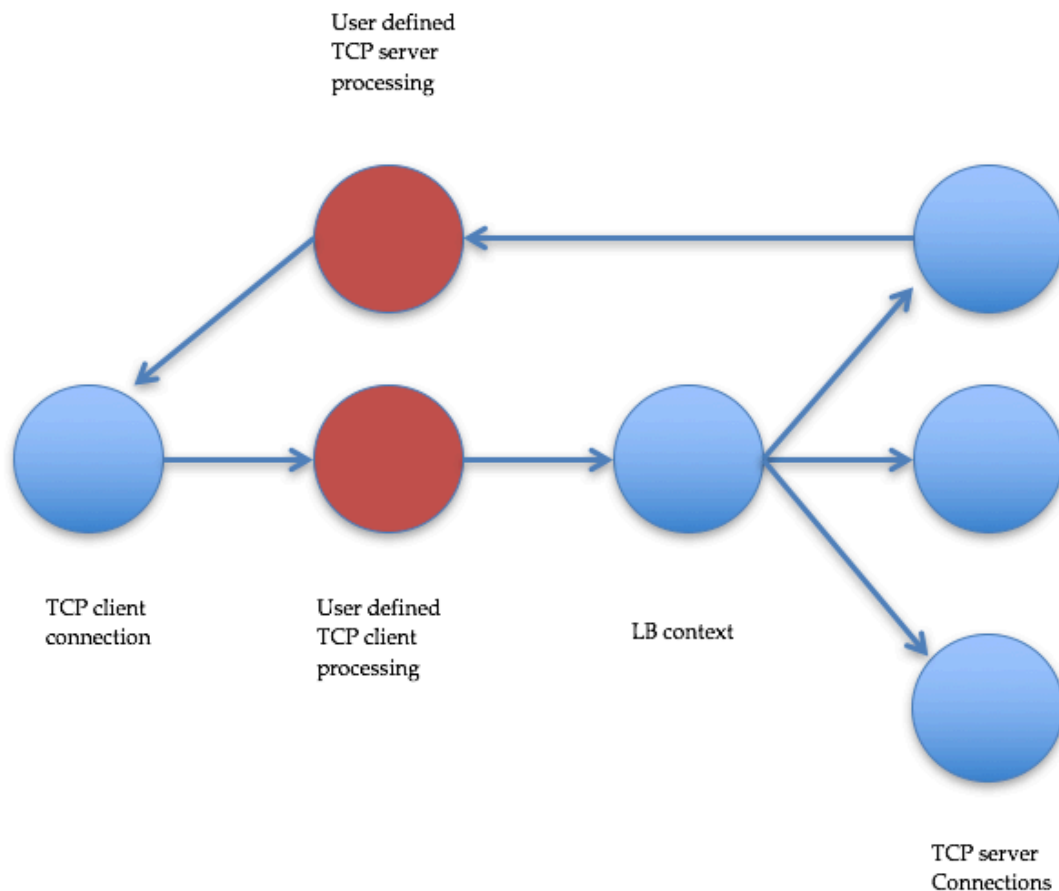 User defined
TCP server
processing
TCP client
connection
User defined
TCP client
processing
LB context
TCP server
Connections